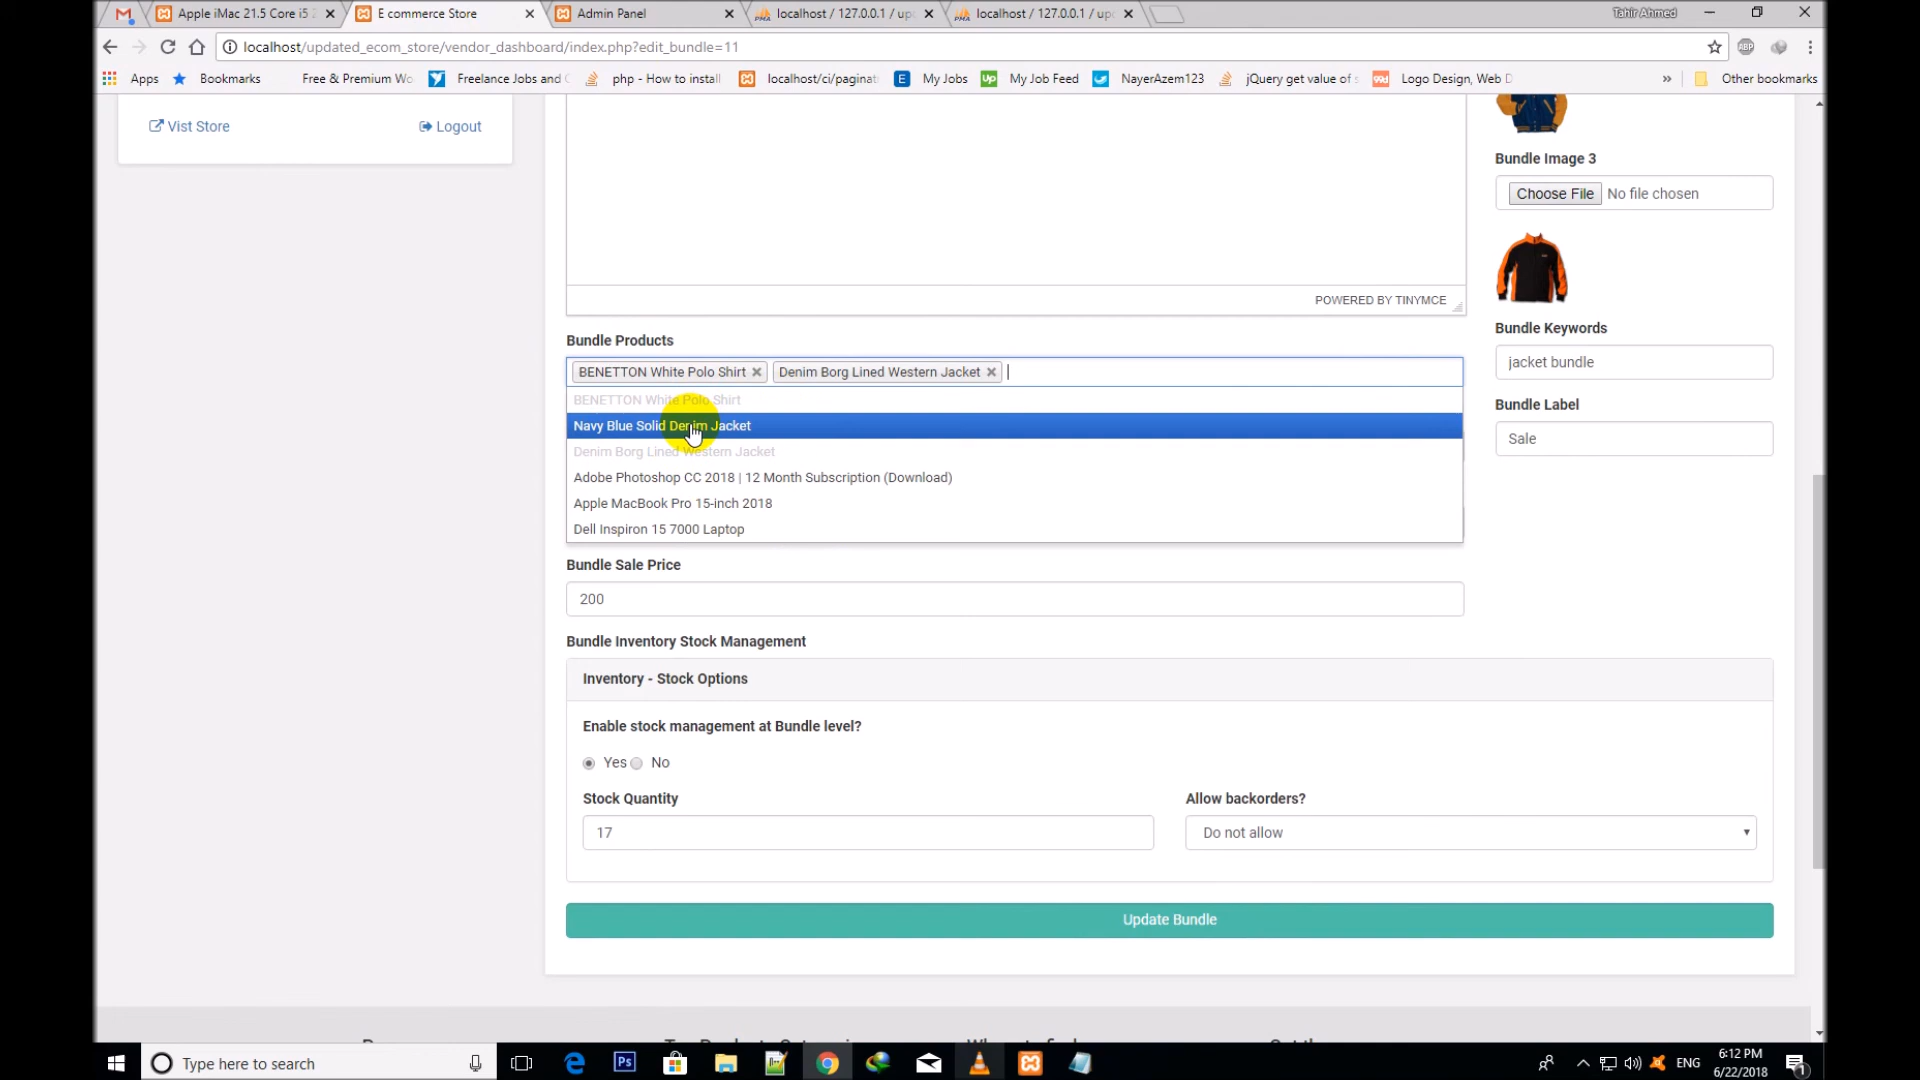 Apple iMac 21.5 Core i5 2
E commerce Store
Admin Panel
localhost / 127.0.0.1 / up
localhost / 127.0.0.1 / up
Tahir Ahmed
localhost/updated_ecom_store/vendor_dashboard/index.php?edit_bundle=11
Apps
Bookmarks
Free & Premium Wo
Freelance Jobs and
php - How to install
localhost/ci/paginat
My Jobs
My Job Feed
NayerAzem123
jQuery get value of s
Logo Design, Web D
»
Other bookmarks
Vist Store
Logout
Bundle Image 3
Choose File No file chosen
POWERED BY TINYMCE
Bundle Products
BENETTON White Polo Shirt
Denim Borg Lined Western Jacket
BENETTON White Polo Shirt
Navy Blue Solid Denim Jacket
Denim Borg Lined Western Jacket
Adobe Photoshop CC 2018 | 12 Month Subscription (Download)
Apple MacBook Pro 15-inch 2018
Dell Inspiron 15 7000 Laptop
Bundle Keywords
jacket bundle
Bundle Label
Sale
Bundle Sale Price
200
Bundle Inventory Stock Management
Inventory - Stock Options
Enable stock management at Bundle level?
Yes No
Stock Quantity
Allow backorders?
17
Do not allow
Update Bundle
Type here to search
ENG
6:12 PM
6/22/2018